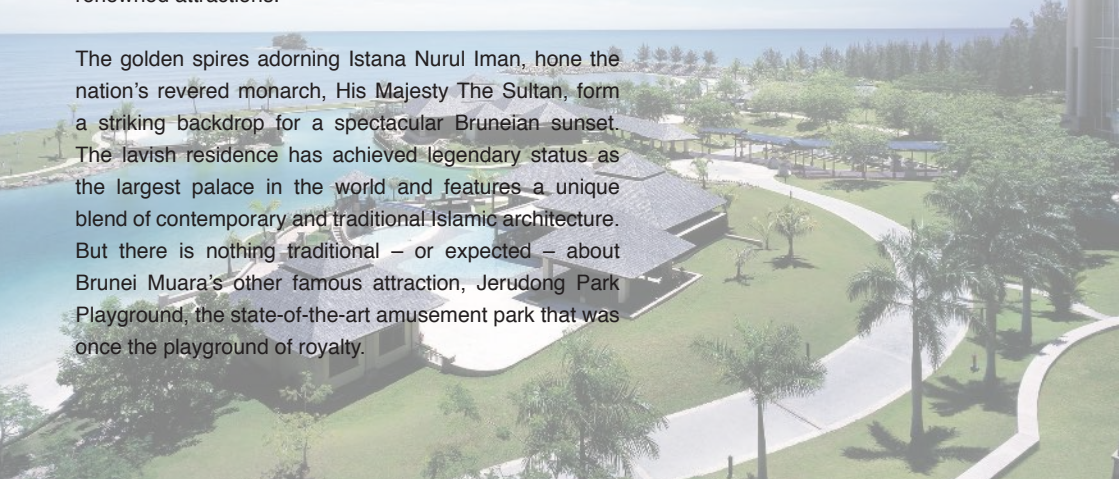 renowned attractions.
The golden spires adorning Istana Nurul Iman, hone the
nation’s revered monarch, His Majesty The Sultan, form
a striking backdrop for a spectacular Bruneian sunset.
The lavish residence has achieved legendary status as
the largest palace in the world and features a unique
blend of contemporary and traditional Islamic architecture.
But there is nothing traditional – or expected – about
Brunei Muara’s other famous attraction, Jerudong Park
Playground, the state-of-the-art amusement park that was
once the playground of royalty.